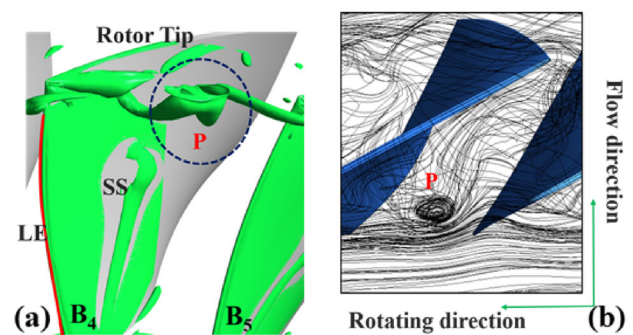 Rotor Tip
P
SS
LE
B4
B5
(a)
P
Flow direction
Rotating direction
(b)